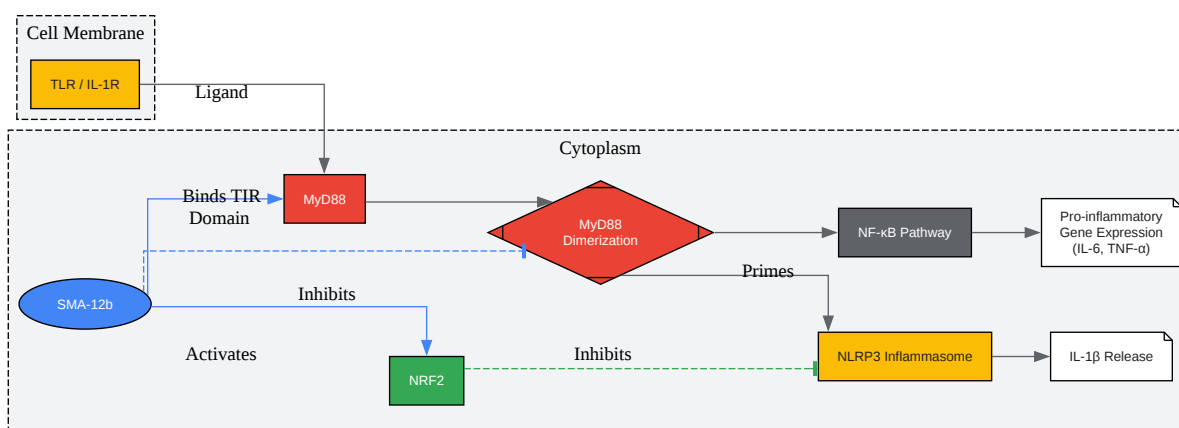 Cell Membrane
TLR / IL-1R
Ligand
Cytoplasm
Binds TIR
Domain
MyD88
MyD88
Dimerization
NF-κB Pathway
Pro-inflammatory
Gene Expression
(IL-6, TNF-α)
Primes
SMA-12b
Inhibits
Activates
NRF2
Inhibits
NLRP3 Inflammasome
IL-1β Release